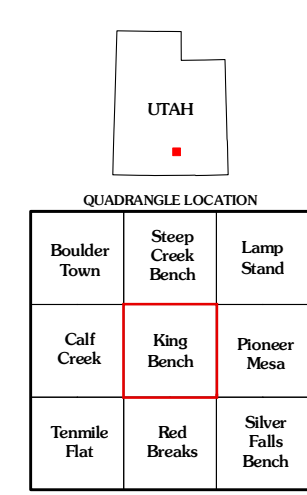 UTAH
QUADRANGLE LOCATION
Boulder
Town
Steep
Creek
Bench
Lamp
Stand
Calf
Creek
King
Bench
Pioneer
Mesa
Tenmile
Flat
Red
Breaks
Silver
Falls
Bench